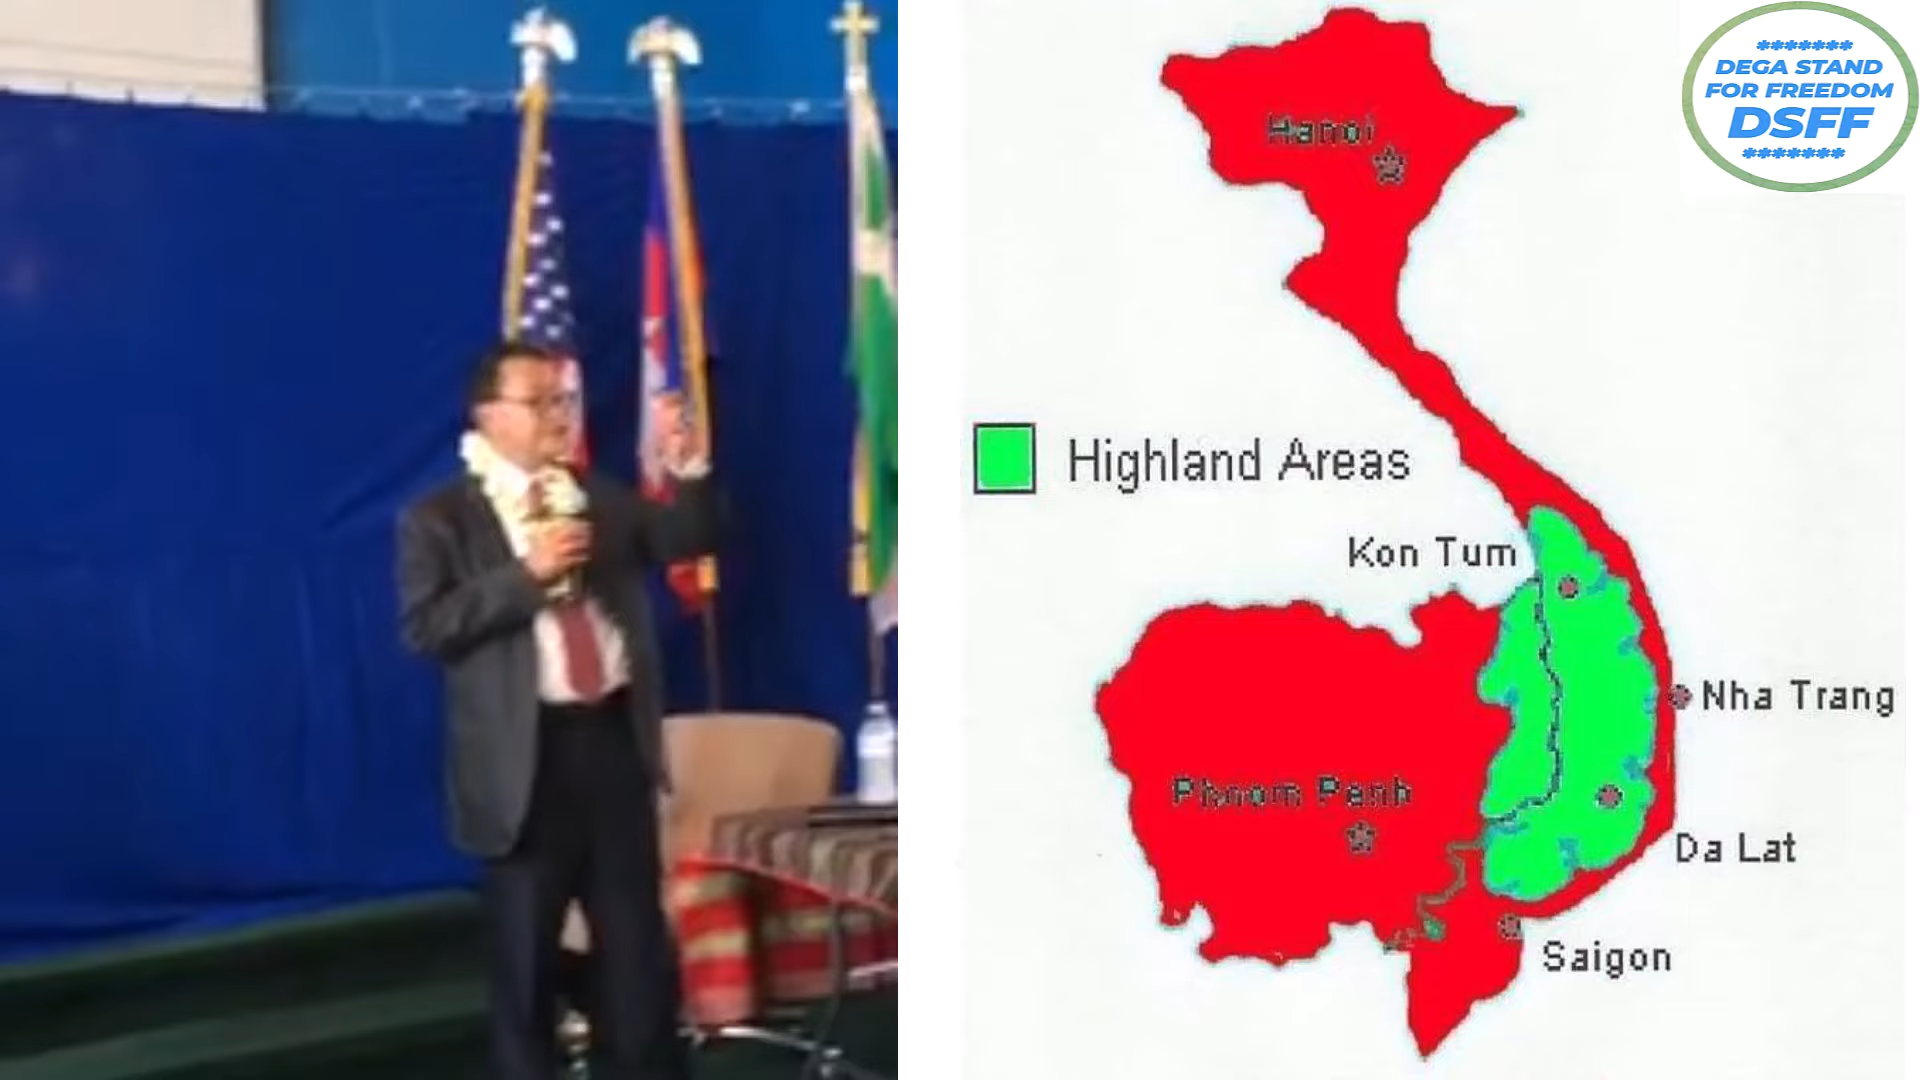 *******
DEGA STAND
FOR FREEDOM
DSFF
*******
Hanoi
Highland Areas
Kon Tum
Nha Trang
Phnom Penh
Da Lat
Saigon